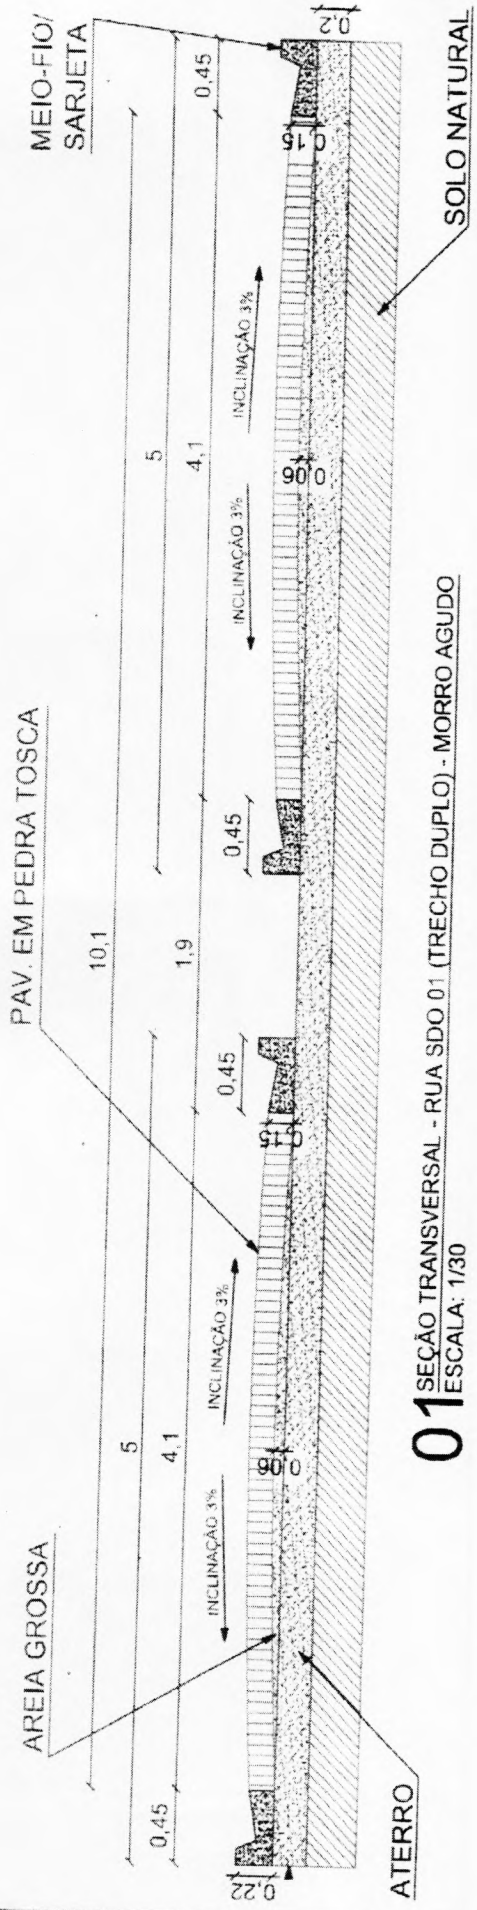 AREIA GROSSA
PAV. EM PEDRA TOSCA
MEIO-FIO/
SARJETA
10,1
5
5
0,45
4,1
1,9
4,1
0,45
0,45
0,45
INCLINAÇÃO 3%
INCLINAÇÃO 3%
INCLINAÇÃO 3%
INCLINAÇÃO 3%
0,22
0,06
0,15
0,06
0,15
0,2
ATERRO
SOLO NATURAL
01 SEÇÃO TRANSVERSAL - RUA SDO 01 (TRECHO DUPLO) - MORRO AGUDO
ESCALA: 1/30